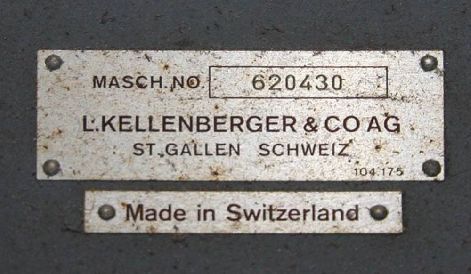 MASCH.NO 620430
L.KELLENBERGER & CO AG
ST.GALLEN SCHWEIZ
104.175
Made in Switzerland